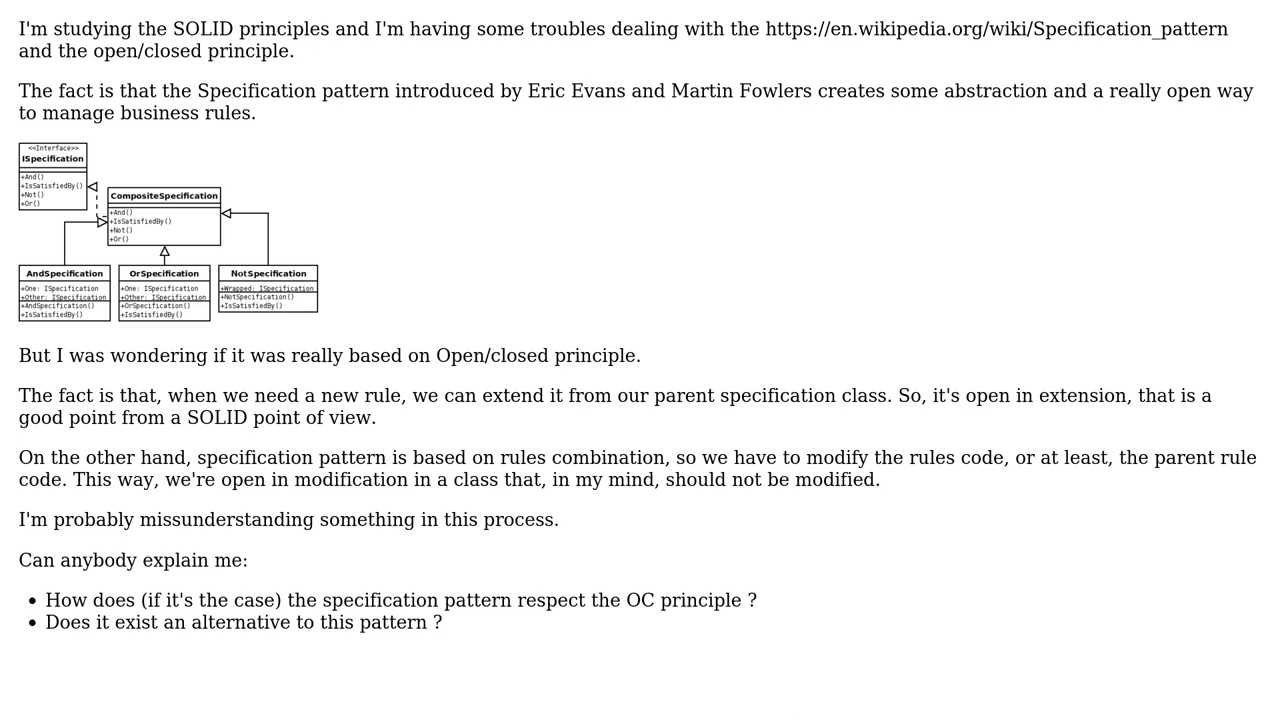 I'm studying the SOLID principles and I'm having some troubles dealing with the https://en.wikipedia.org/wiki/Specification_pattern
and the open/closed principle.
The fact is that the Specification pattern introduced by Eric Evans and Martin Fowlers creates some abstraction and a really open way
to manage business rules.
<<Interface>>
ISpecification
+And()
+IsSatisfiedBy()
+Not()
+Or()
CompositeSpecification
+And()
+IsSatisfiedBy()
+Not()
+Or()
AndSpecification
+One: ISpecification
+Other: ISpecification
+AndSpecification()
+IsSatisfiedBy()
OrSpecification
+One: ISpecification
+Other: ISpecification
+OrSpecification()
+IsSatisfiedBy()
NotSpecification
+Wrapped: ISpecification
+NotSpecification()
+IsSatisfiedBy()
But I was wondering if it was really based on Open/closed principle.
The fact is that, when we need a new rule, we can extend it from our parent specification class. So, it's open in extension, that is a
good point from a SOLID point of view.
On the other hand, specification pattern is based on rules combination, so we have to modify the rules code, or at least, the parent rule
code. This way, we're open in modification in a class that, in my mind, should not be modified.
I'm probably missunderstanding something in this process.
Can anybody explain me:
• How does (if it's the case) the specification pattern respect the OC principle ?
• Does it exist an alternative to this pattern ?